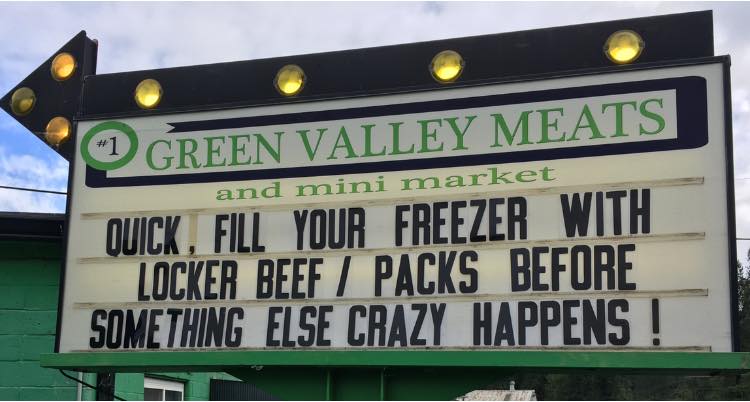 #1
GREEN VALLEY MEATS
and mini market
QUICK, FILL YOUR FREEZER WITH
LOCKER BEEF / PACKS BEFORE
SOMETHING ELSE CRAZY HAPPENS !